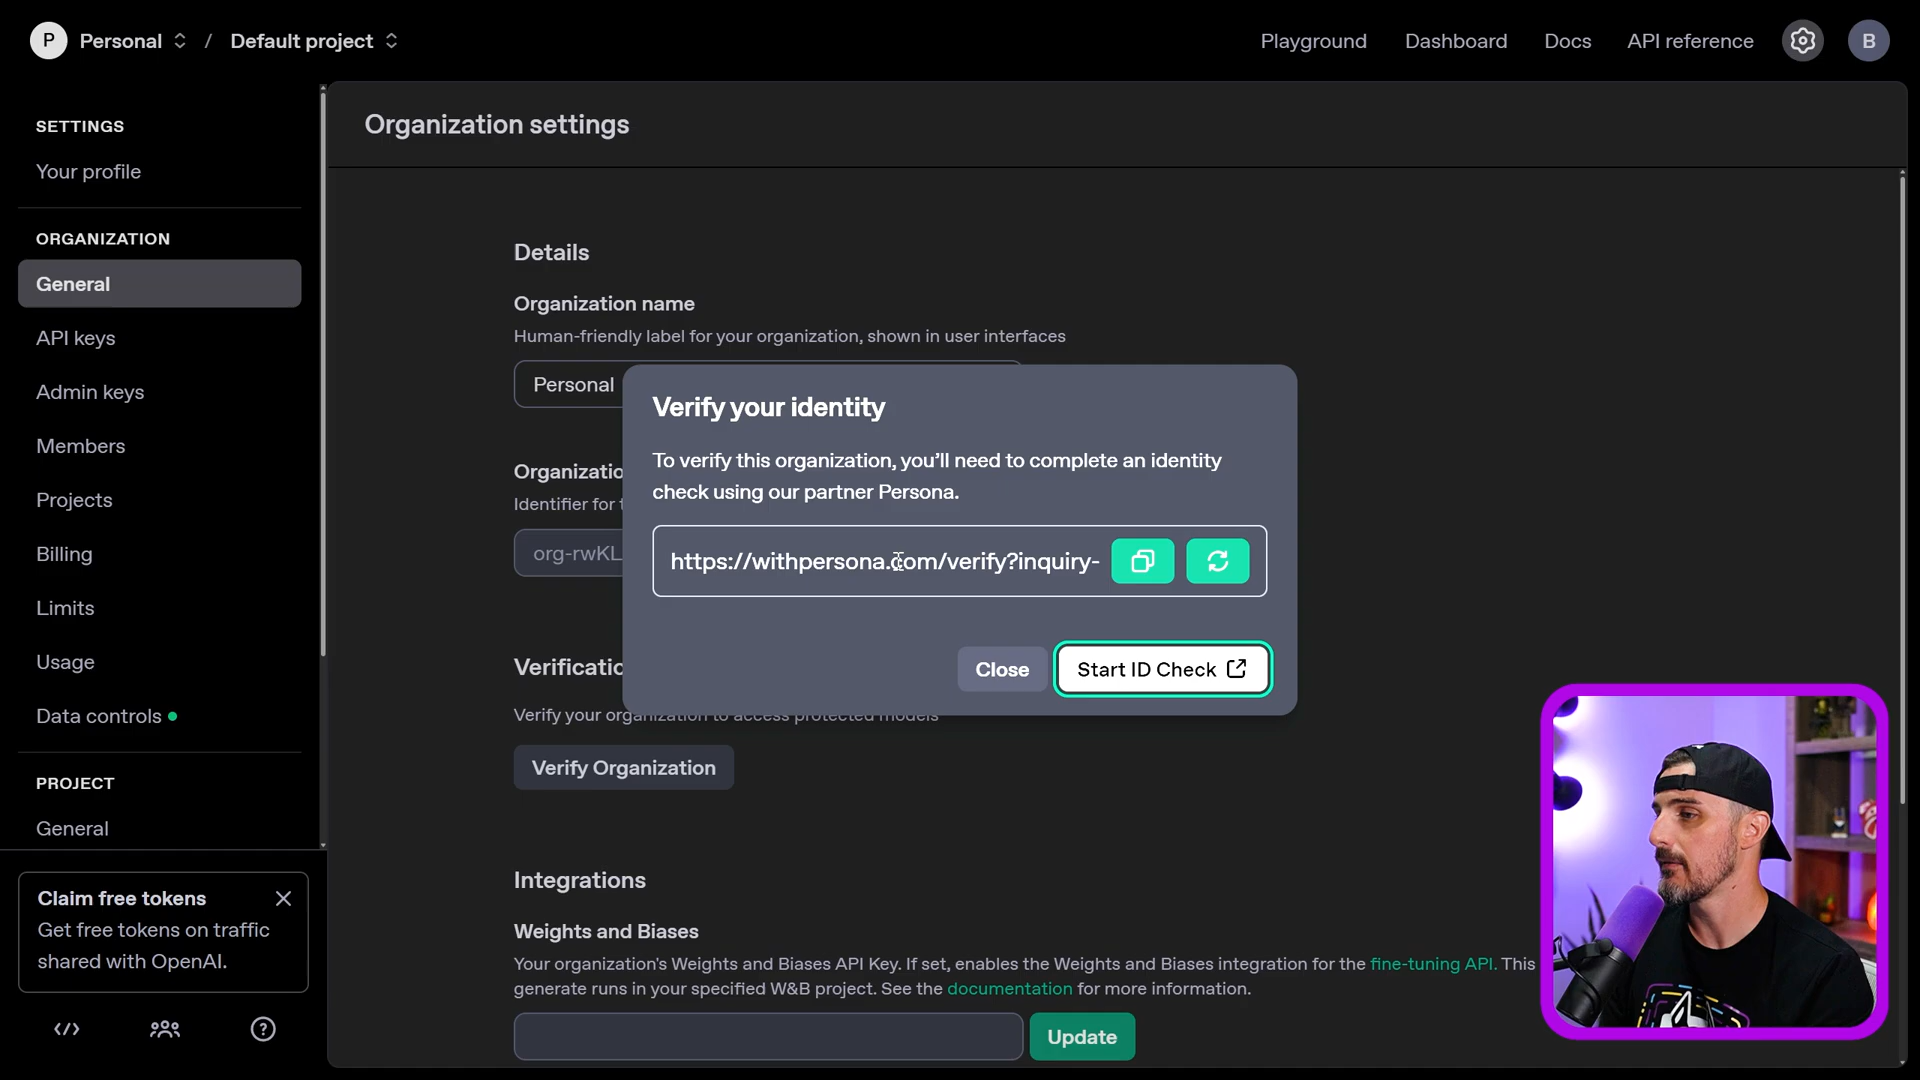 P Personal / Default project
Playground Dashboard Docs API reference B
SETTINGS
Your profile
ORGANIZATION
General
API keys
Admin keys
Members
Projects
Billing
Limits
Usage
Data controls
PROJECT
General
Claim free tokens
Get free tokens on traffic
shared with OpenAI.
Organization settings
Details
Organization name
Human-friendly label for your organization, shown in user interfaces
Personal
Organizatio
Identifier for t
org-rwKL
Verify your identity
To verify this organization, you'll need to complete an identity
check using our partner Persona.
https://withpersona.com/verify?inquiry-
Close
Start ID Check
Verificatio
Verify your organization to access protected models
Verify Organization
Integrations
Weights and Biases
Your organization's Weights and Biases API Key. If set, enables the Weights and Biases integration for the fine-tuning API. This
generate runs in your specified W&B project. See the documentation for more information.
Update